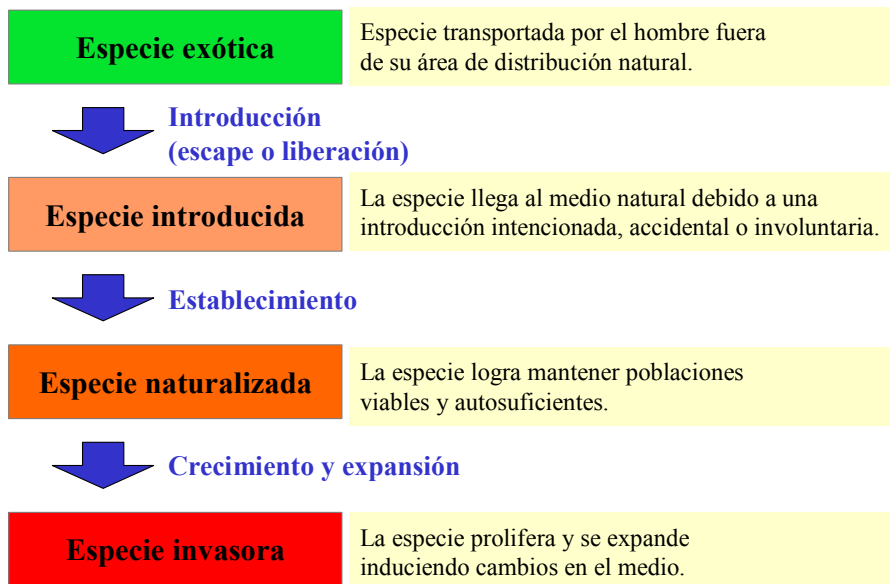 Especie exótica
Especie transportada por el hombre fuera
de su área de distribución natural.
Introducción
(escape o liberación)
Especie introducida
La especie llega al medio natural debido a una
introducción intencionada, accidental o involuntaria.
Establecimiento
Especie naturalizada
La especie logra mantener poblaciones
viables y autosuficientes.
Crecimiento y expansión
Especie invasora
La especie prolifera y se expande
induciendo cambios en el medio.